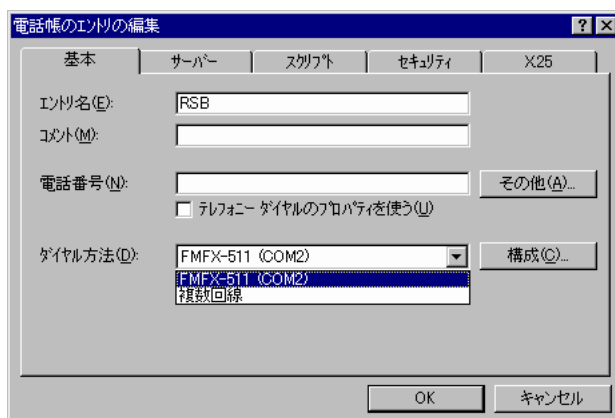 電話帳のエントリの編集
基本 サーバー スクリプト セキュリティ X.25
エントリ名(E): RSB
コメント(M):
電話番号(N): その他(A)...
テレフォニー ダイヤルのプロパティを使う(U)
ダイヤル方法(D): FMFX-511 (COM2) 構成(C)...
FMFX-511 (COM2)
複数回線
OK キャンセル